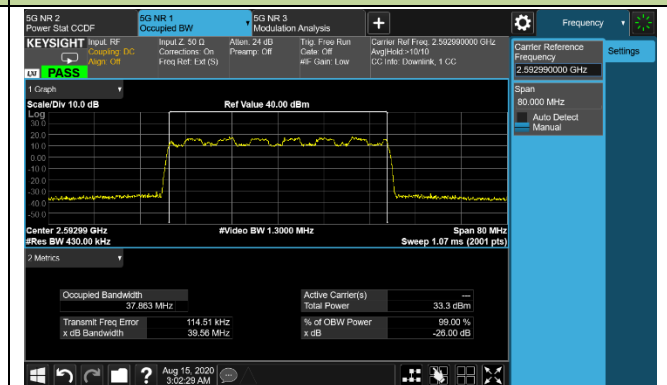 5G NR 2
Power Stat CCDF
5G NR 1
Occupied BW
5G NR 3
Modulation Analysis
Frequency
KEYSIGHT
Input: RF
Coupling: DC
Align: Off
Input Z: 50 Ω
Corrections: On
Freq Ref: Ext (S)
Atten: 24 dB
Preamp: Off
Trig: Free Run
Gate: Off
#IF Gain: Low
Carrier Ref Freq: 2.592990000 GHz
Avg|Hold:>10/10
CC Info: Downlink, 1 CC
LXI PASS
Carrier Reference
Frequency
2.592990000 GHz
Settings
Span
80.000 MHz
Auto Detect
Manual
1 Graph
Scale/Div 10.0 dB
Ref Value 40.00 dBm
Log
30.0
20.0
10.0
0.00
-10.0
-20.0
-30.0
-40.0
-50.0
Center 2.59299 GHz
#Res BW 430.00 kHz
#Video BW 1.3000 MHz
Span 80 MHz
Sweep 1.07 ms (2001 pts)
2 Metrics
Occupied Bandwidth
37.863 MHz
Transmit Freq Error 114.51 kHz
x dB Bandwidth 39.56 MHz
Active Carrier(s) ---
Total Power 33.3 dBm
% of OBW Power 99.00 %
x dB -26.00 dB
?
Aug 15, 2020
3:02:29 AM